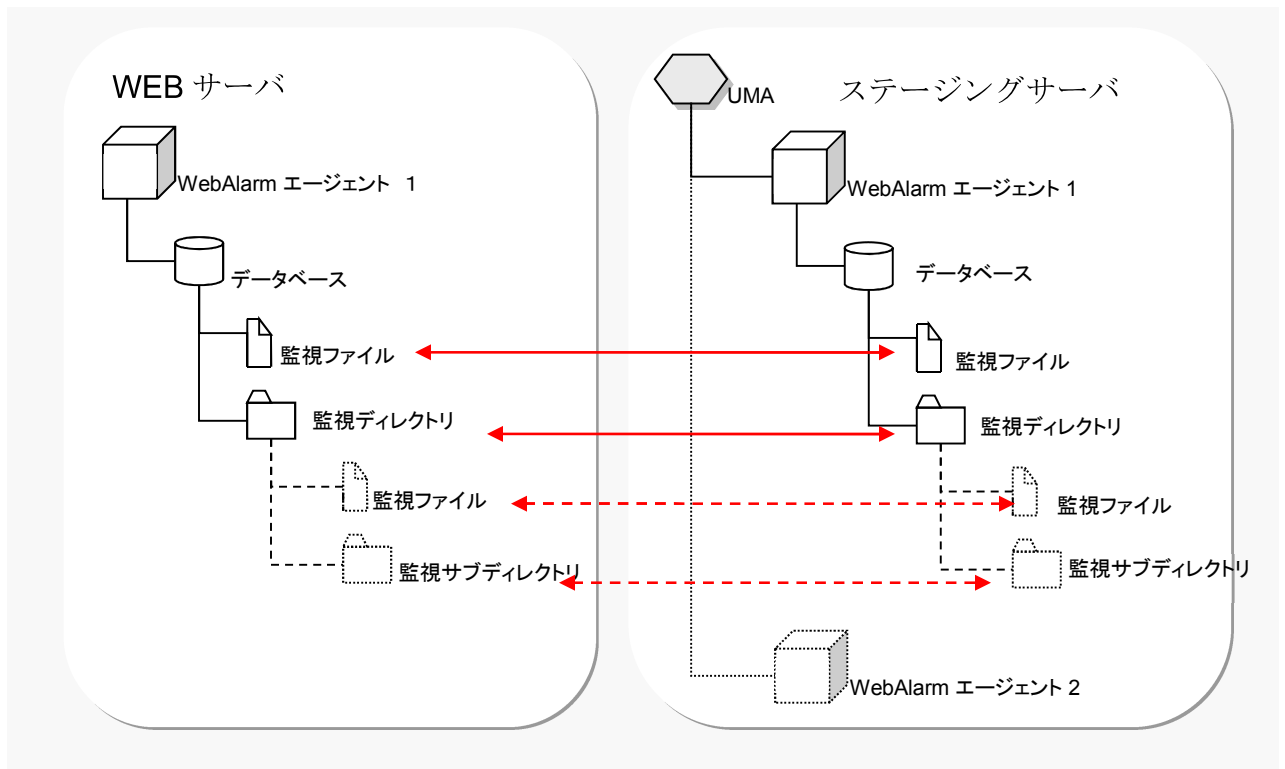 WEB サーバ
WebAlarm エージェント １
データベース
監視ファイル
監視ディレクトリ
監視ファイル
監視サブディレクトリ
UMA
ステージングサーバ
WebAlarm エージェント 1
データベース
監視ファイル
監視ディレクトリ
監視ファイル
監視サブディレクトリ
WebAlarm エージェント 2